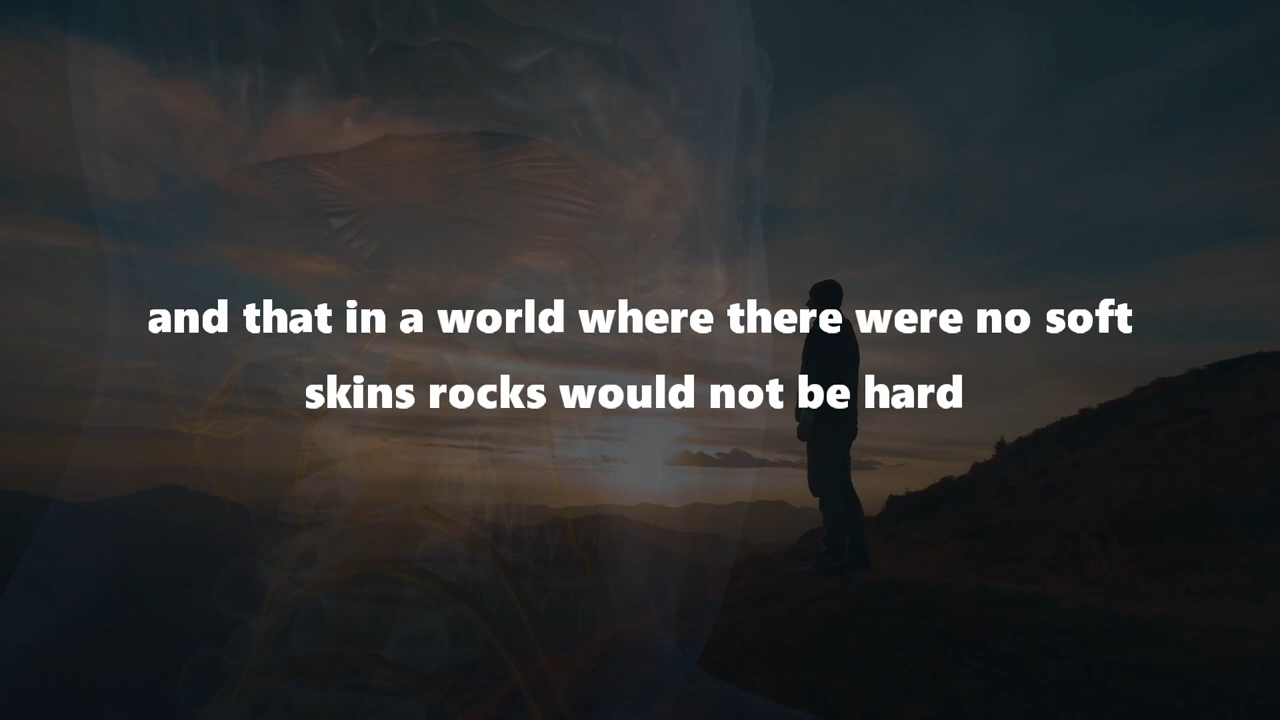 and that in a world where there were no soft
skins rocks would not be hard